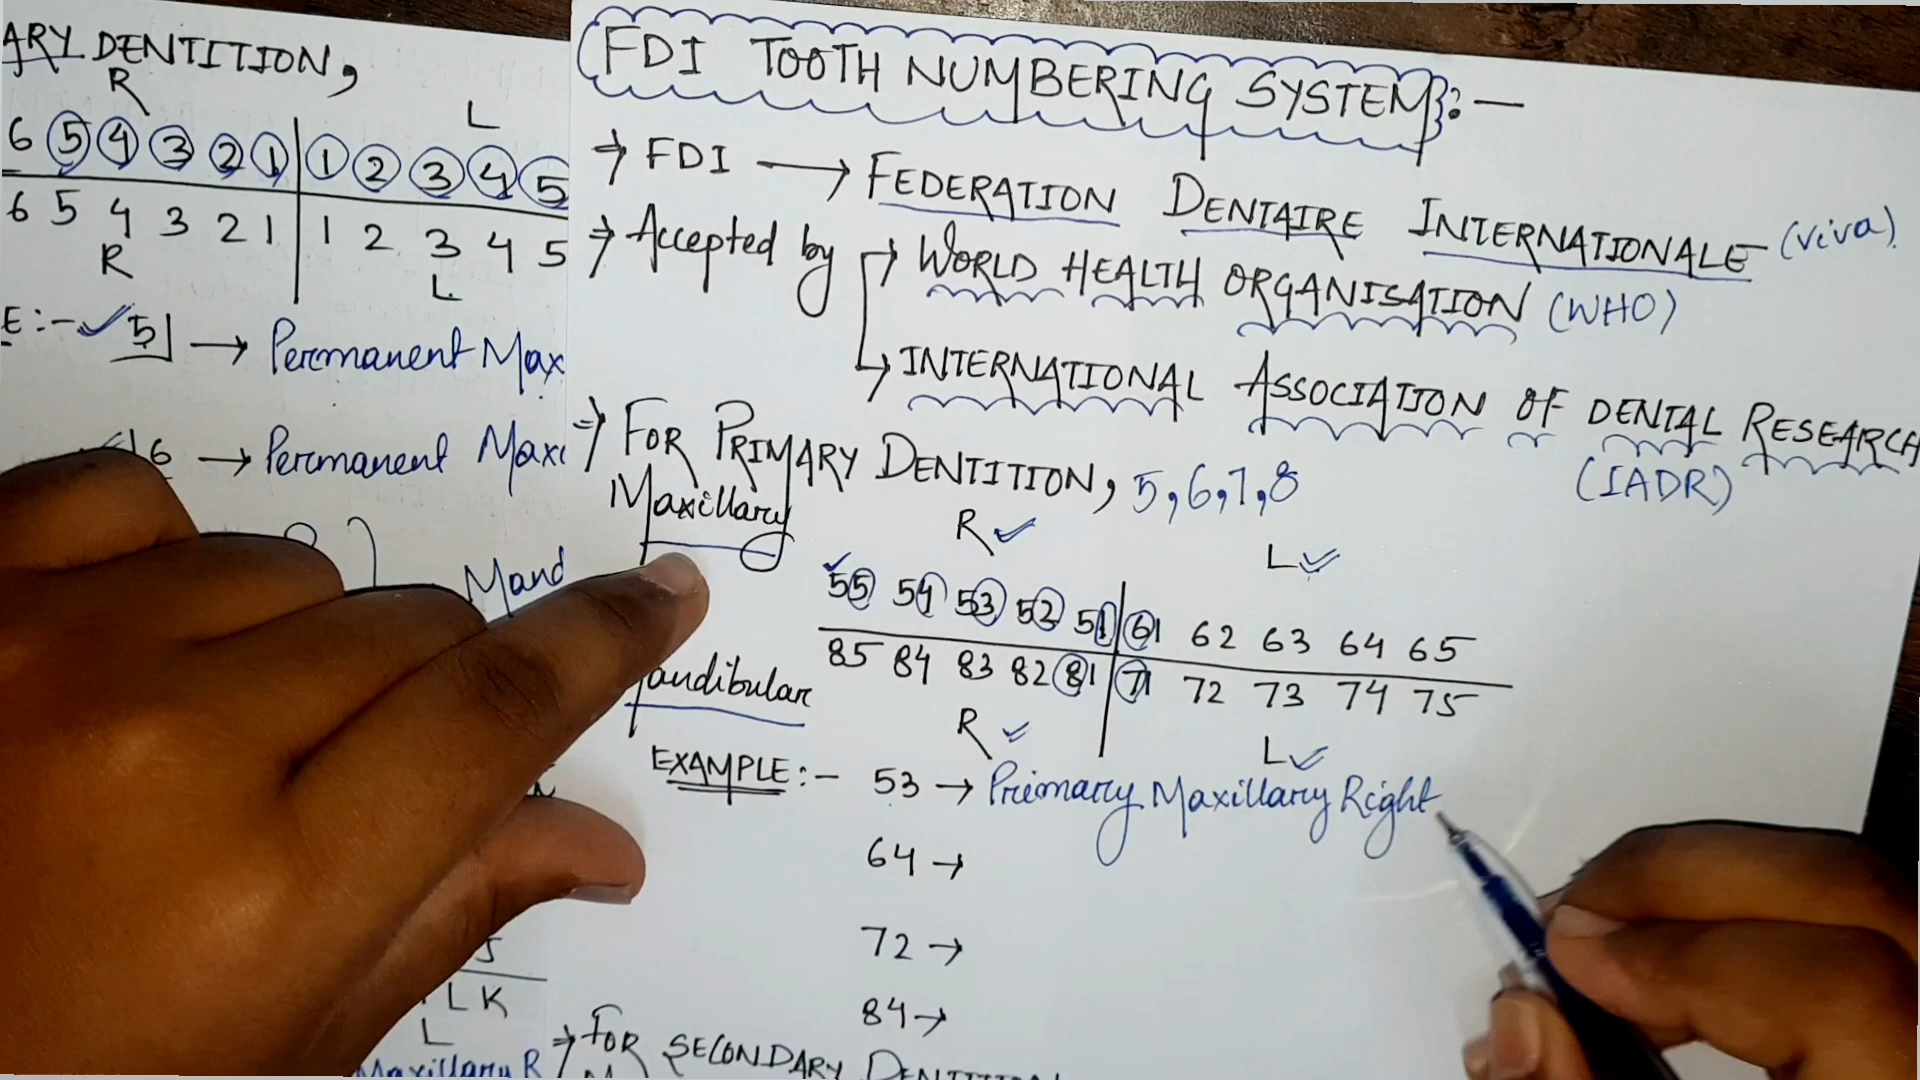 ARY DENTITION,
R
L
6 5 4 3 2 1 1 2 3 4 5
6 5 4 3 2 1 1 2 3 4 5
R
L
E:- 5 → Permanent Max
6 → Permanent Maxi
Mand
L K
L
Maxillary R
FDI TOOTH NUMBERING SYSTEM:-
⇒ FDI → FEDERATION DENTAIRE INTERNATIONALE (viva)
⇒ Accepted by → WORLD HEALTH ORGANISATION (WHO)
→ INTERNATIONAL ASSOCIATION OF DENTAL RESEARCH
(IADR)
⇒ FOR PRIMARY DENTITION, 5,6,7,8
Maxillary
R L
55 54 53 52 51 61 62 63 64 65
85 84 83 82 81 71 72 73 74 75
andibular
R L
EXAMPLE:- 53 → Primary Maxillary Right
64 →
72 →
84 →
⇒ FOR SECONDARY DENTITION